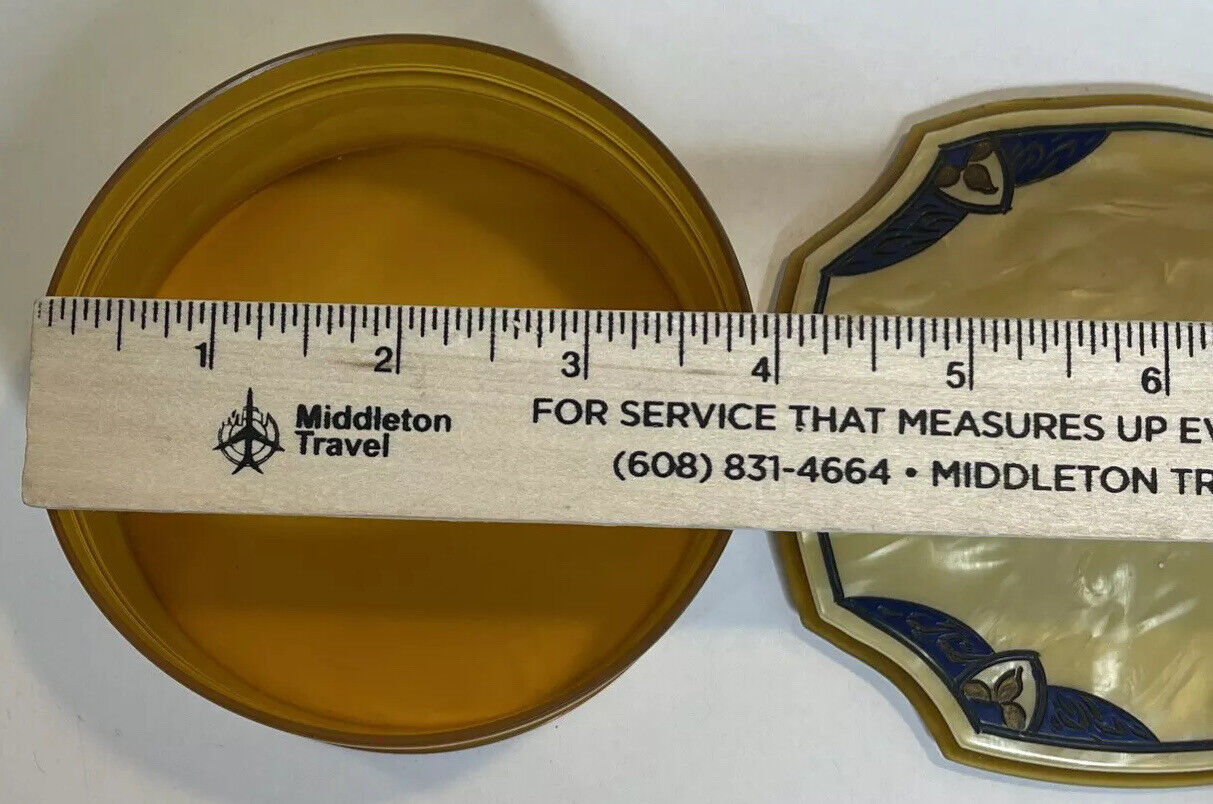 1 2 3 4 5 6
Middleton
Travel
FOR SERVICE THAT MEASURES UP
(608) 831-4664 • MIDDLETON